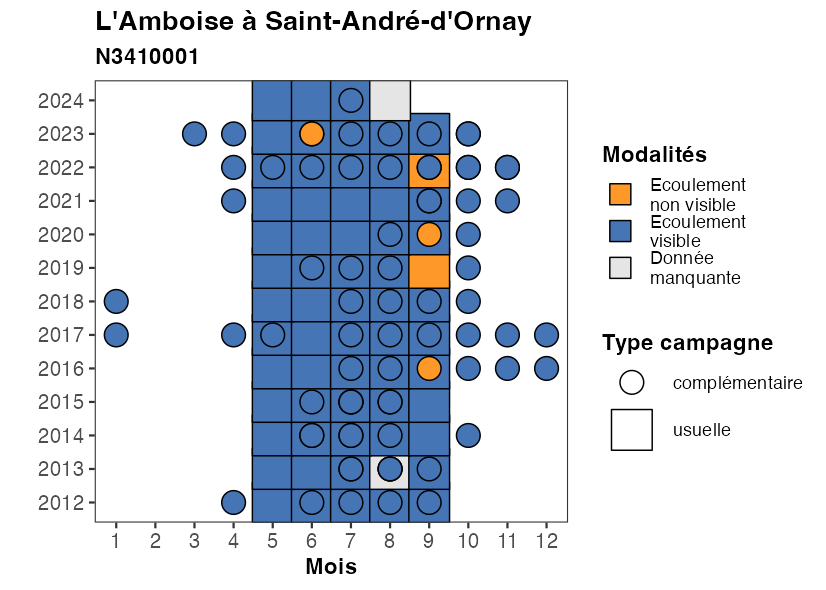 L'Amboise à Saint-André-d'Ornay
N3410001
2024
2023
2022
2021
2020
2019
2018
2017
2016
2015
2014
2013
2012
1 2 3 4 5 6 7 8 9 10 11 12
Mois
Modalités
Ecoulement
non visible
Ecoulement
visible
Donnée
manquante
Type campagne
complémentaire
usuelle